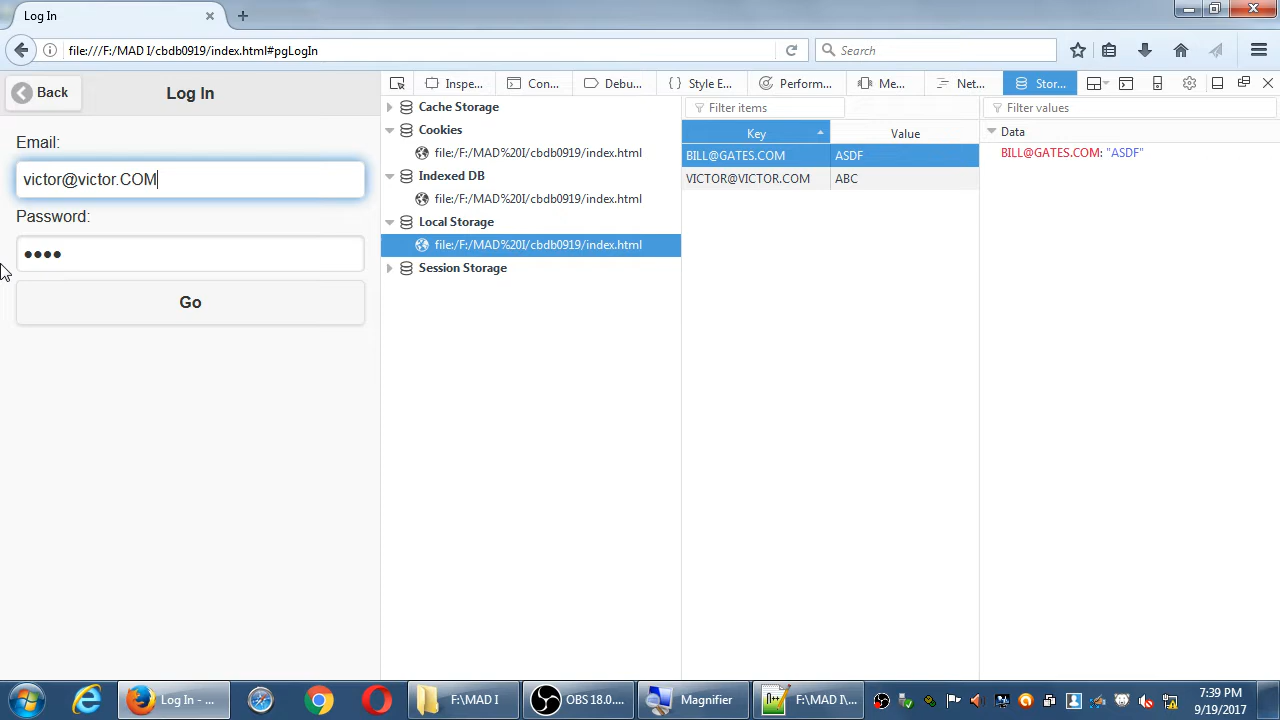 Log In
file:///F:/MAD I/cbdb0919/index.html#pgLogIn
Search
Back
Log In
Email:
victor@victor.COM
Password:
••••
Go
Inspe...
Con...
Debu...
Style E...
Perform...
Me...
Net...
Stor...
Cache Storage
Cookies
file:/F:/MAD%20I/cbdb0919/index.html
Indexed DB
file:/F:/MAD%20I/cbdb0919/index.html
Local Storage
file:/F:/MAD%20I/cbdb0919/index.html
Session Storage
Filter items
Key Value
BILL@GATES.COM ASDF
VICTOR@VICTOR.COM ABC
Filter values
Data
BILL@GATES.COM: "ASDF"
Log In - ...
F:\MAD I
OBS 18.0....
Magnifier
F:\MAD I\...
7:39 PM
9/19/2017